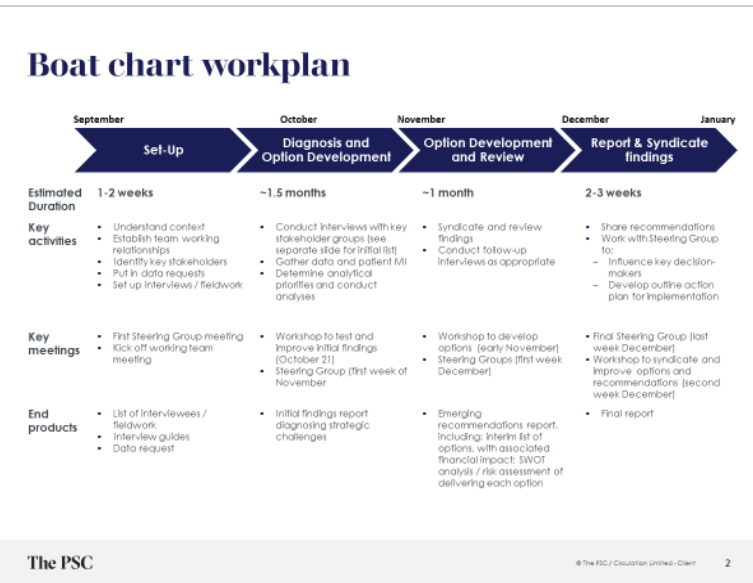 Boat chart workplan
September October November December January
Set-Up
Diagnosis and
Option Development
Option Development
and Review
Report & Syndicate
findings
Estimated
Duration
1-2 weeks
~1.5 months
~1 month
2-3 weeks
Key
activities
▪ Understand context
▪ Establish team working
relationships
▪ Identify key stakeholders
▪ Put in data requests
▪ Set up interviews / fieldwork
▪ Conduct interviews with key
stakeholder groups (see
separate slide for initial list)
▪ Gather data and patient MI
▪ Determine analytical
priorities and conduct
analyses
▪ Syndicate and review
findings
▪ Conduct follow-up
interviews as appropriate
▪ Share recommendations
▪ Work with Steering Group
to:
– Influence key decision-
makers
– Develop outline action
plan for implementation
Key
meetings
▪ First Steering Group meeting
▪ Kick off working team
meeting
▪ Workshop to test and
improve initial findings
(October 21)
▪ Steering Group (first week of
November
▪ Workshop to develop
options (early November)
▪ Steering Groups (first week
December)
▪ Final Steering Group (last
week December)
▪ Workshop to syndicate and
improve options and
recommendations (second
week December)
End
products
▪ List of interviewees /
fieldwork
▪ Interview guides
▪ Data request
▪ Initial findings report
diagnosing strategic
challenges
▪ Emerging
recommendations report,
including: interim list of
options, with associated
financial impact; SWOT
analysis / risk assessment of
delivering each option
▪ Final report
The PSC
© The PSC / Circulation Limited - Client
2